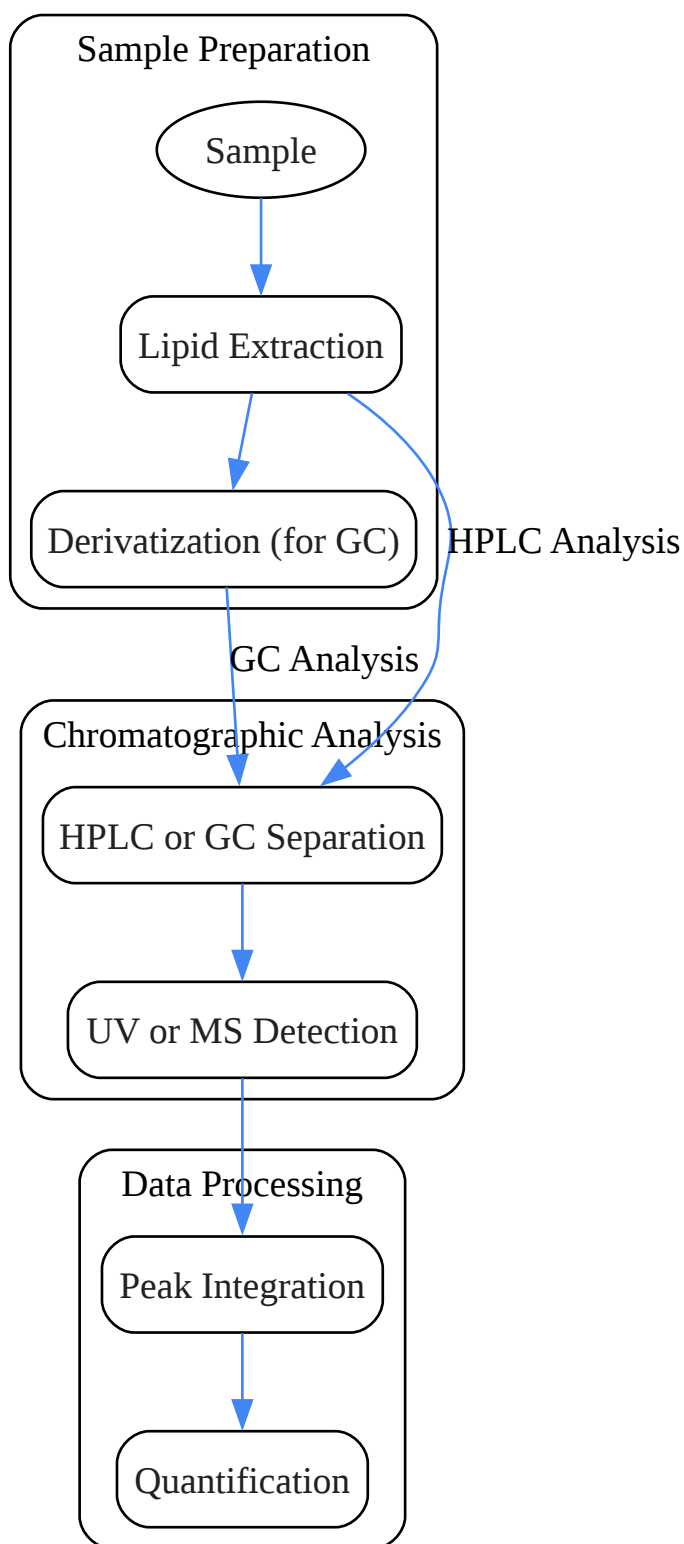 Sample Preparation
Sample
Lipid Extraction
Derivatization (for GC)
HPLC Analysis
GC Analysis
Chromatographic Analysis
HPLC or GC Separation
UV or MS Detection
Data Processing
Peak Integration
Quantification